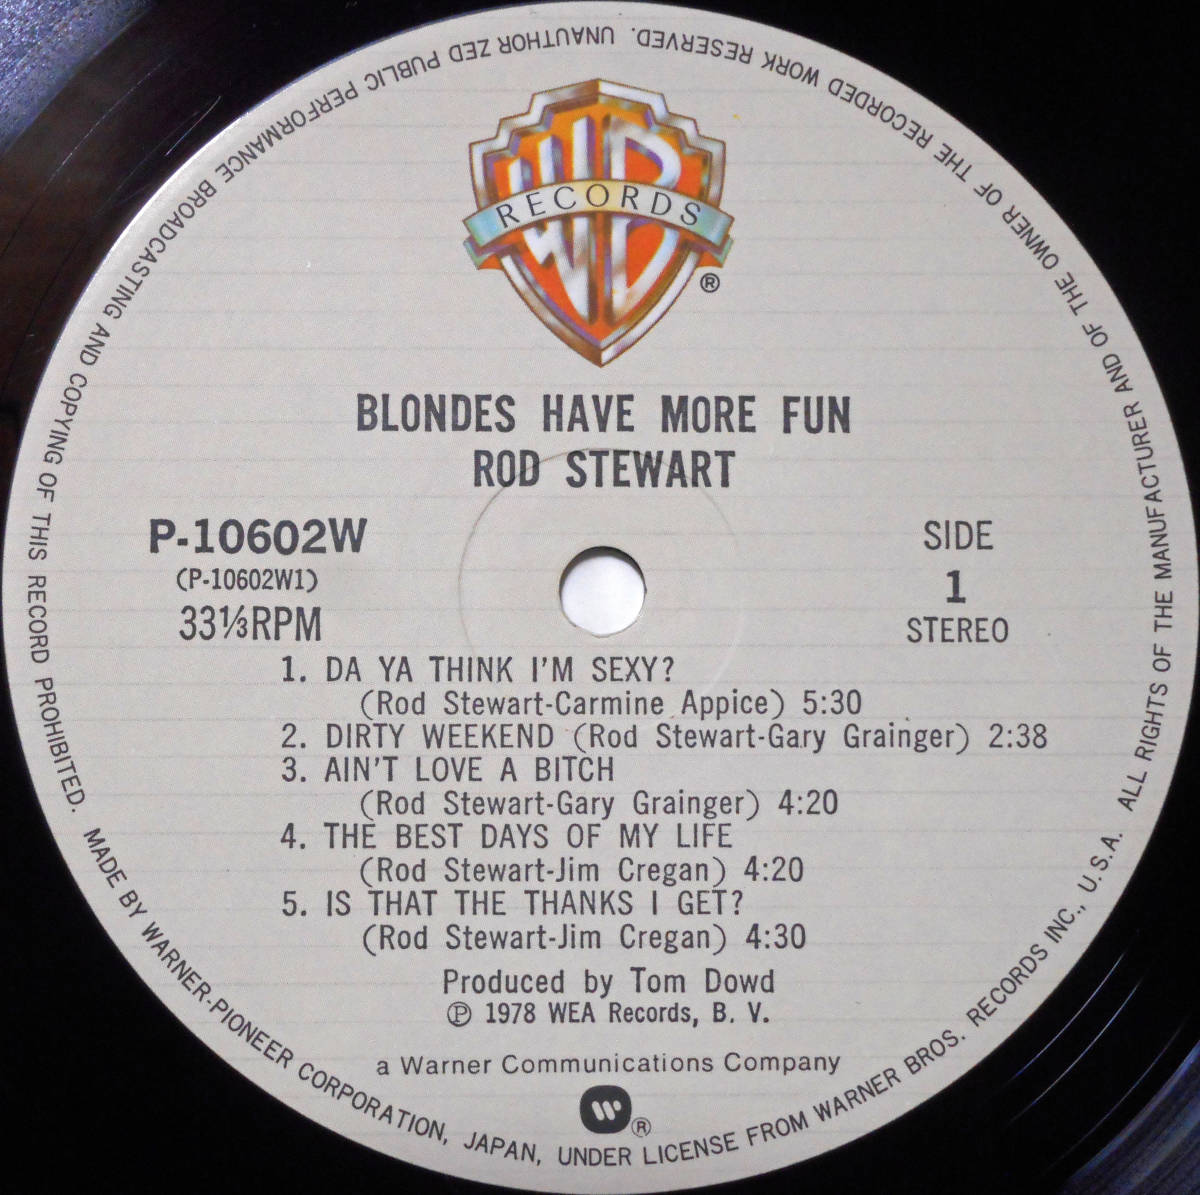 WB
RECORDS
®
BLONDES HAVE MORE FUN
ROD STEWART
P-10602W
(P-10602W1)
33⅓RPM
SIDE
1
STEREO
1. DA YA THINK I'M SEXY?
(Rod Stewart-Carmine Appice) 5:30
2. DIRTY WEEKEND (Rod Stewart-Gary Grainger) 2:38
3. AIN'T LOVE A BITCH
(Rod Stewart-Gary Grainger) 4:20
4. THE BEST DAYS OF MY LIFE
(Rod Stewart-Jim Cregan) 4:20
5. IS THAT THE THANKS I GET?
(Rod Stewart-Jim Cregan) 4:30
Produced by Tom Dowd
℗ 1978 WEA Records, B. V.
a Warner Communications Company
®
MADE BY WARNER-PIONEER CORPORATION, JAPAN, UNDER LICENSE FROM WARNER BROS. RECORDS INC., U.S.A. ALL RIGHTS OF THE MANUFACTURER AND OF THE OWNER OF THE RECORDED WORK RESERVED. UNAUTHOR ZED PUBLIC PERFORMANCE BROADCASTING AND COPYING OF THIS RECORD PROHIBITED.